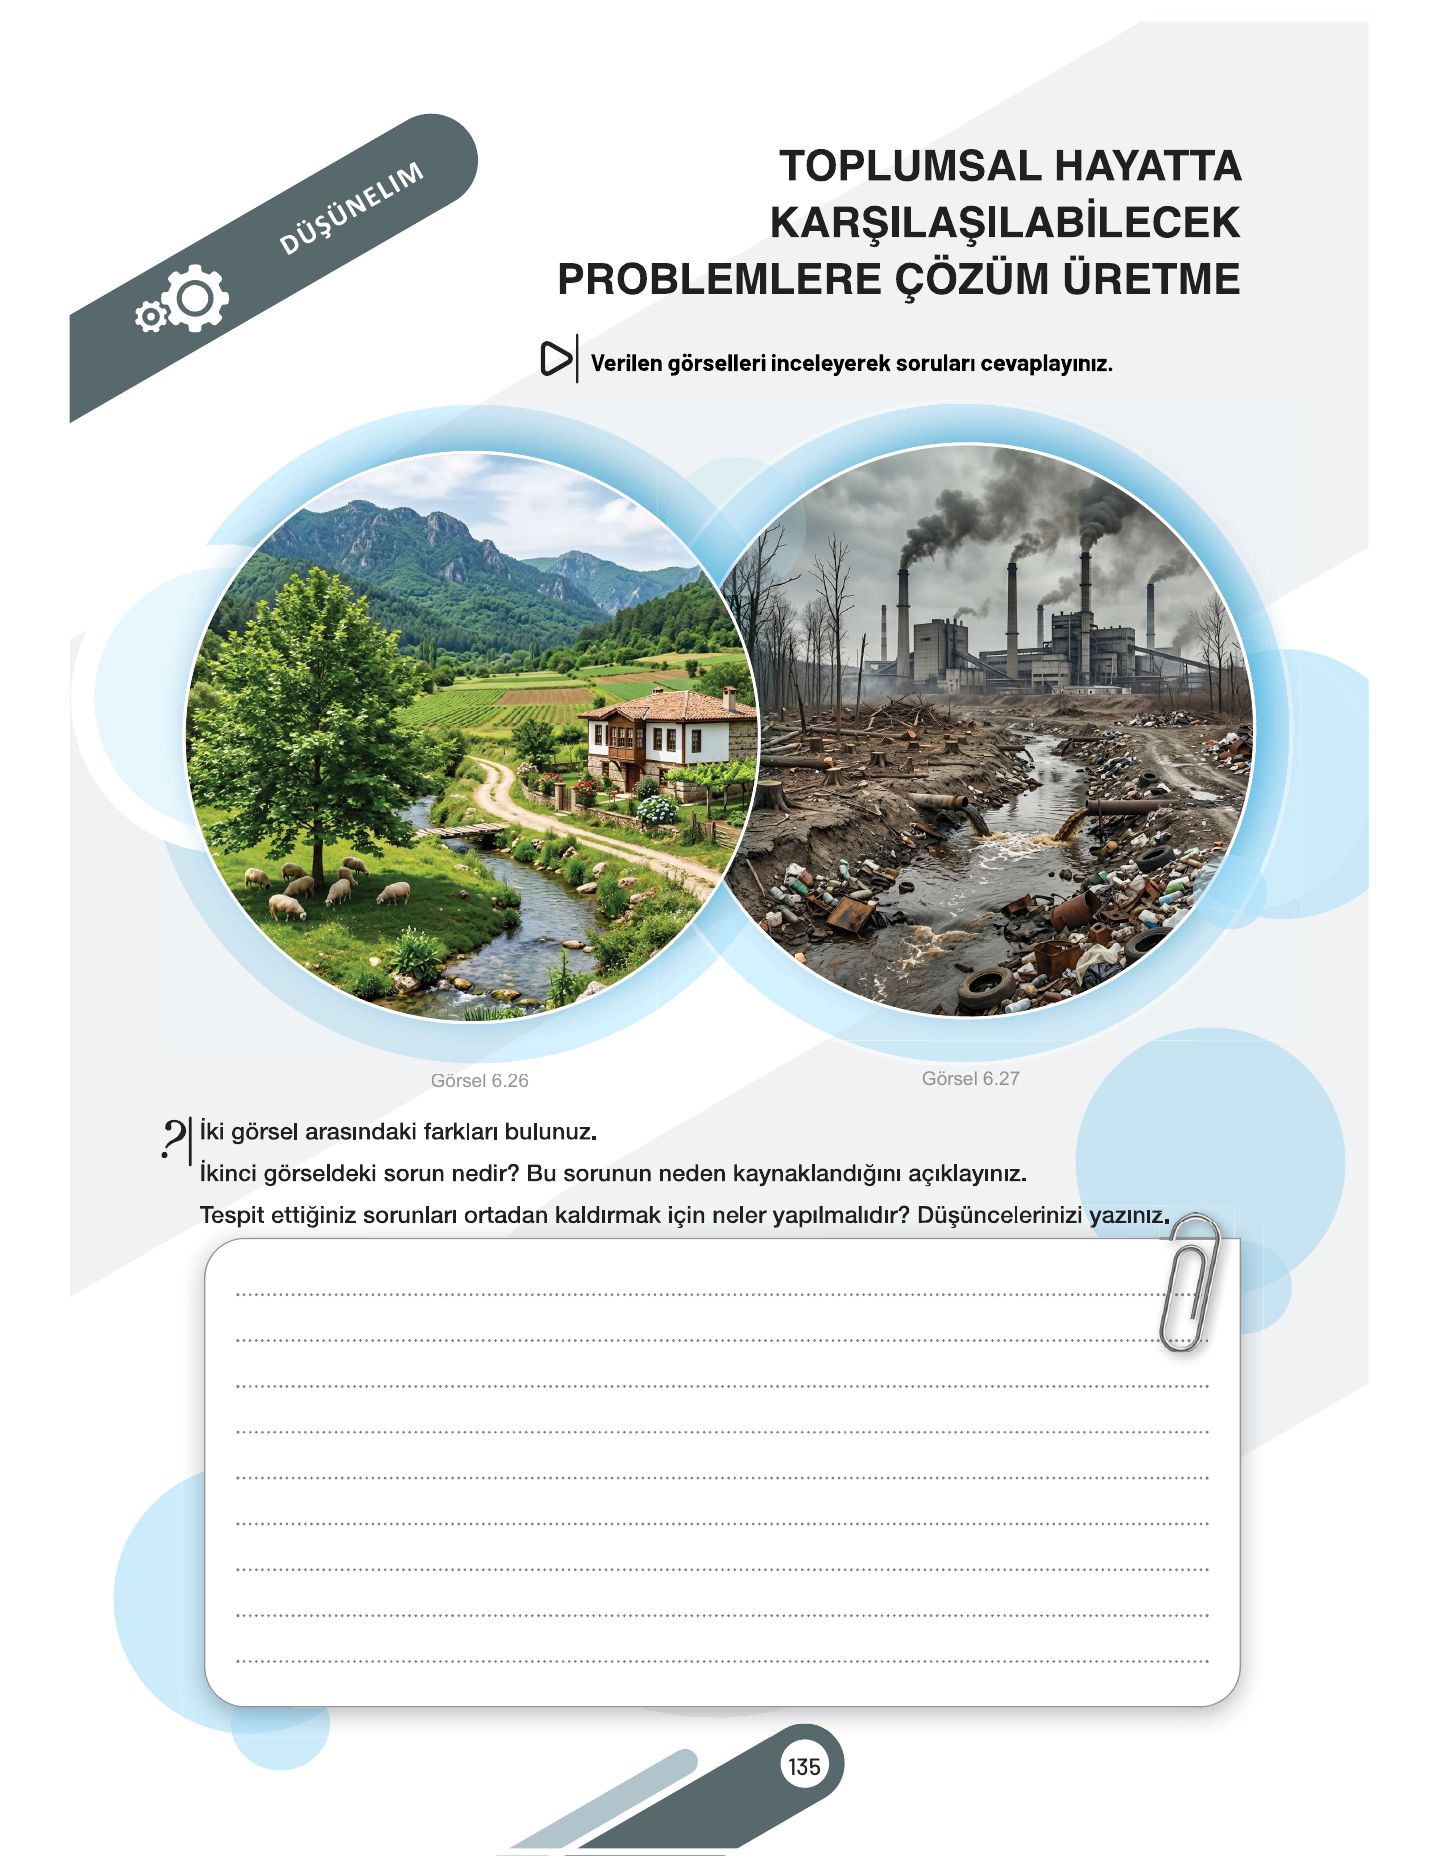 DÜŞÜNELIM
TOPLUMSAL HAYATTA
KARŞILAŞILABİLECEK
PROBLEMLERE ÇÖZÜM ÜRETME
Verilen görselleri inceleyerek soruları cevaplayınız.
Görsel 6.26
Görsel 6.27
? İki görsel arasındaki farkları bulunuz.
İkinci görseldeki sorun nedir? Bu sorunun neden kaynaklandığını açıklayınız.
Tespit ettiğiniz sorunları ortadan kaldırmak için neler yapılmalıdır? Düşüncelerinizi yazınız.
135